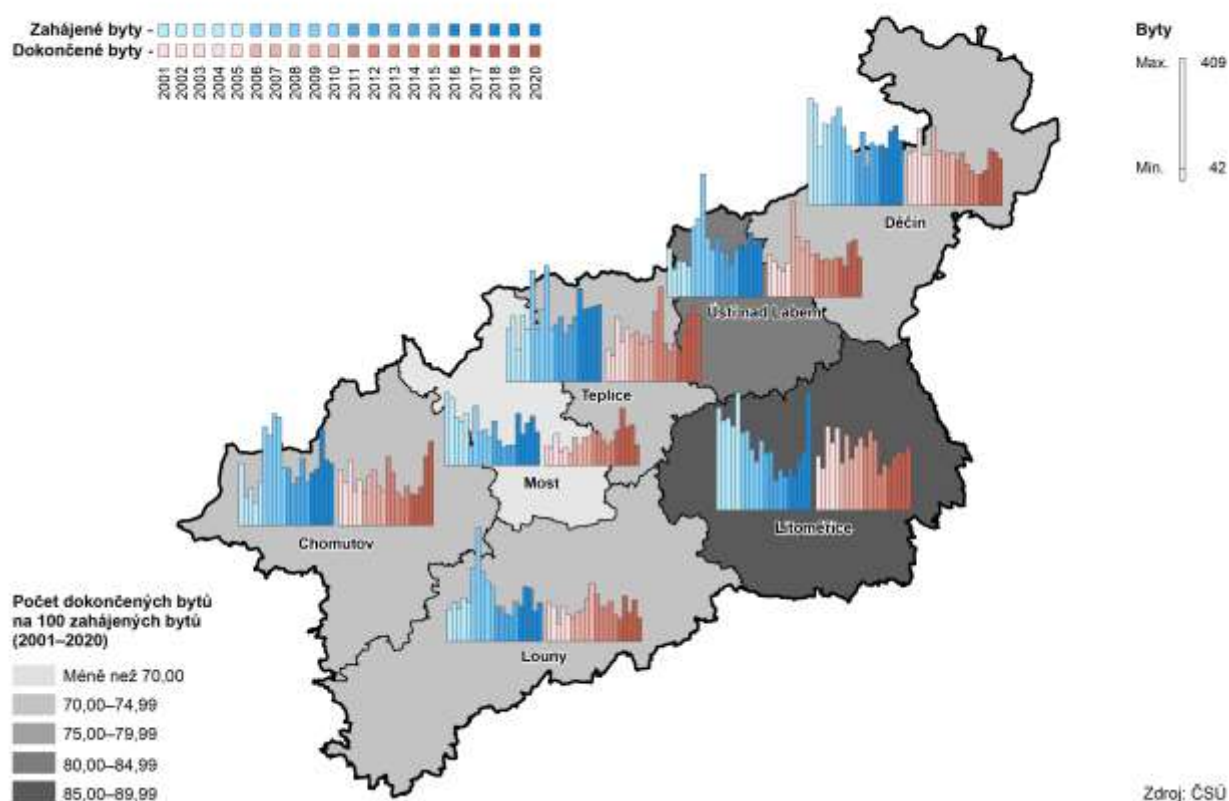 Zahájené byty -
Dokončené byty -
2001 2002 2003 2004 2005 2006 2007 2008 2009 2010 2011 2012 2013 2014 2015 2016 2017 2018 2019 2020
Byty
Max. 409
Min. 42
Děčín
Ústí nad Labem
Teplice
Most
Litoměřice
Chomutov
Louny
Počet dokončených bytů
na 100 zahájených bytů
(2001–2020)
Méně než 70,00
70,00–74,99
75,00–79,99
80,00–84,99
85,00–89,99
Zdroj: ČSÚ